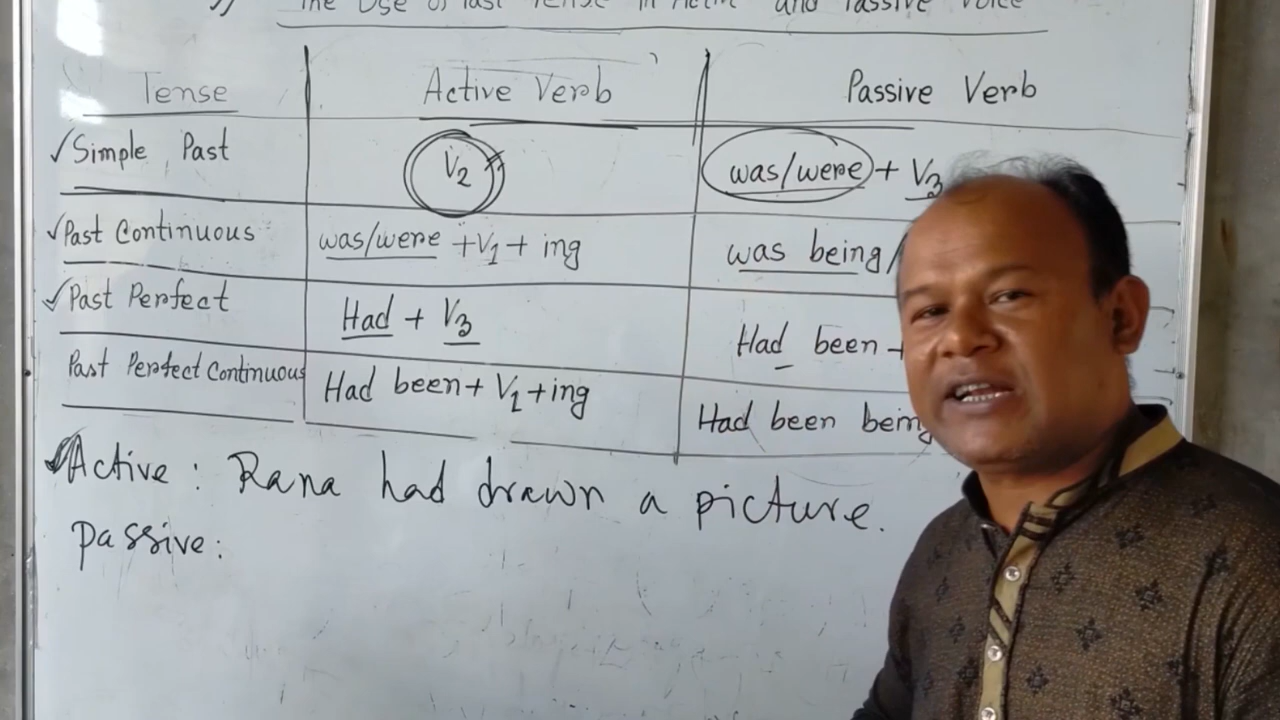 The Use of Past Tense in Active and Passive Voice
Tense Active Verb Passive Verb
✓Simple Past V2 was/were + V3
✓Past Continuous was/were + V1 + ing was being/
✓Past Perfect Had + V3 Had been +
Past Perfect Continuous Had been + V1 + ing Had been being
✓Active : Rana had drawn a picture.
passive :